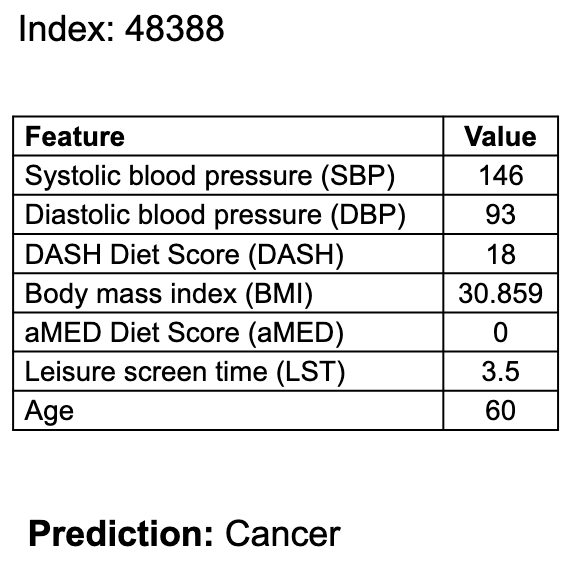 Index: 48388
Feature Value
Systolic blood pressure (SBP) 146
Diastolic blood pressure (DBP) 93
DASH Diet Score (DASH) 18
Body mass index (BMI) 30.859
aMED Diet Score (aMED) 0
Leisure screen time (LST) 3.5
Age 60
Prediction: Cancer